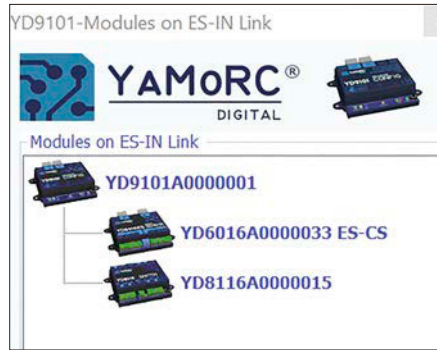 YD9101-Modules on ES-IN Link
YAMoRC®
DIGITAL
Modules on ES-IN Link
YD9101A0000001
YD6016A0000033 ES-CS
YD8116A0000015